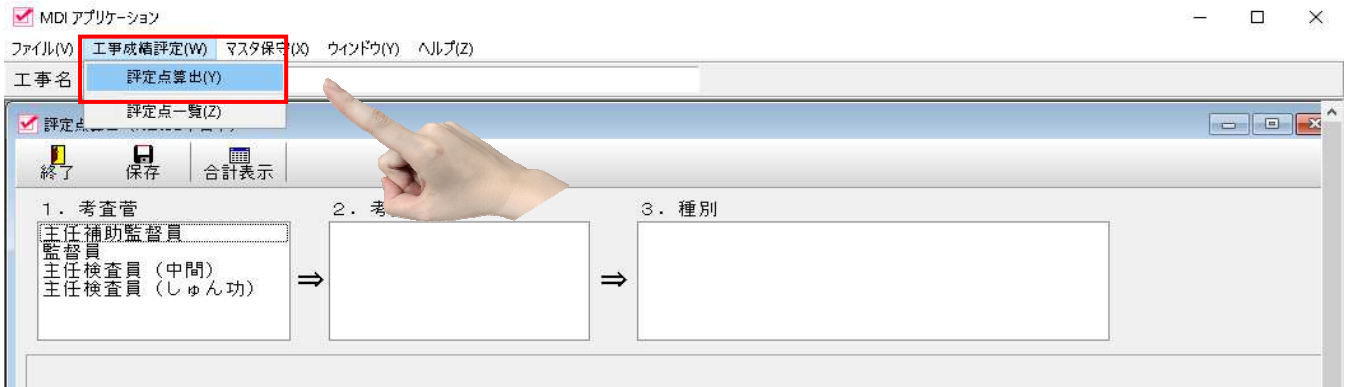 MDI アプリケーション
ファイル(V) 工事成績評定(W) マスタ保守(X) ウィンドウ(Y) ヘルプ(Z)
工事名 評定点算出(Y)
評定点一覧(Z)
評定点
終了 保存 合計表示
1．考査菅 2．考 3．種別
主任補助監督員
監督員
主任検査員（中間）
主任検査員（しゅん功）
⇒ ⇒